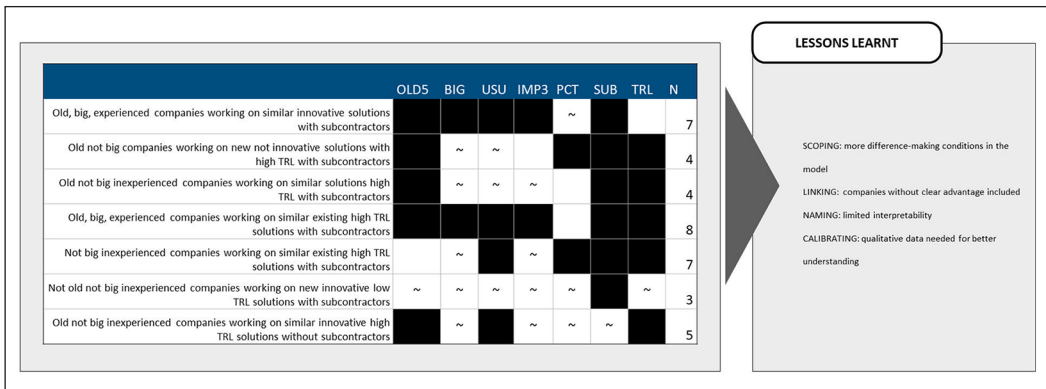 LESSONS LEARNT
OLD5 BIG USU IMP3 PCT SUB TRL N
Old, big, experienced companies working on similar innovative solutions
with subcontractors
~ 7
Old not big companies working on new not innovative solutions with
high TRL with subcontractors
~ ~ 4
Old not big inexperienced companies working on similar solutions high
TRL with subcontractors
~ ~ ~ 4
Old, big, experienced companies working on similar existing high TRL
solutions with subcontractors
8
Not big inexperienced companies working on similar existing high TRL
solutions with subcontractors
~ ~ 7
Not old not big inexperienced companies working on new innovative low
TRL solutions with subcontractors
~ ~ ~ ~ ~ ~ 3
Old not big inexperienced companies working on similar innovative high
TRL solutions without subcontractors
~ ~ ~ ~ 5
SCOPING: more difference-making conditions in the
model
LINKING: companies without clear advantage included
NAMING: limited interpretability
CALIBRATING: qualitative data needed for better
understanding